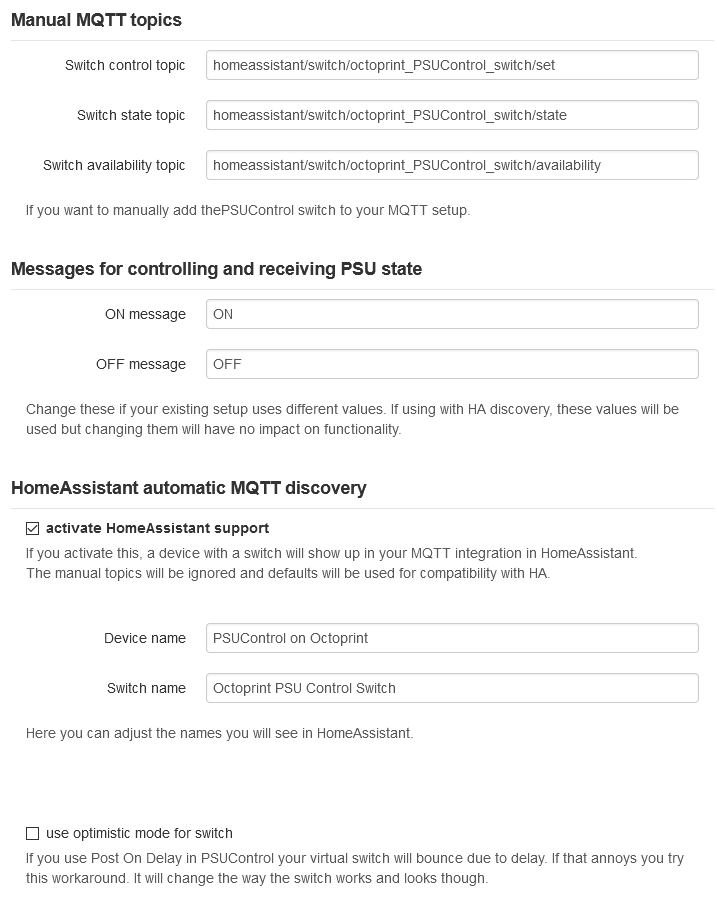 Manual MQTT topics
Switch control topic homeassistant/switch/octoprint_PSUControl_switch/set
Switch state topic homeassistant/switch/octoprint_PSUControl_switch/state
Switch availability topic homeassistant/switch/octoprint_PSUControl_switch/availability
If you want to manually add thePSUControl switch to your MQTT setup.
Messages for controlling and receiving PSU state
ON message ON
OFF message OFF
Change these if your existing setup uses different values. If using with HA discovery, these values will be
used but changing them will have no impact on functionality.
HomeAssistant automatic MQTT discovery
activate HomeAssistant support
If you activate this, a device with a switch will show up in your MQTT integration in HomeAssistant.
The manual topics will be ignored and defaults will be used for compatibility with HA.
Device name PSUControl on Octoprint
Switch name Octoprint PSU Control Switch
Here you can adjust the names you will see in HomeAssistant.
use optimistic mode for switch
If you use Post On Delay in PSUControl your virtual switch will bounce due to delay. If that annoys you try
this workaround. It will change the way the switch works and looks though.